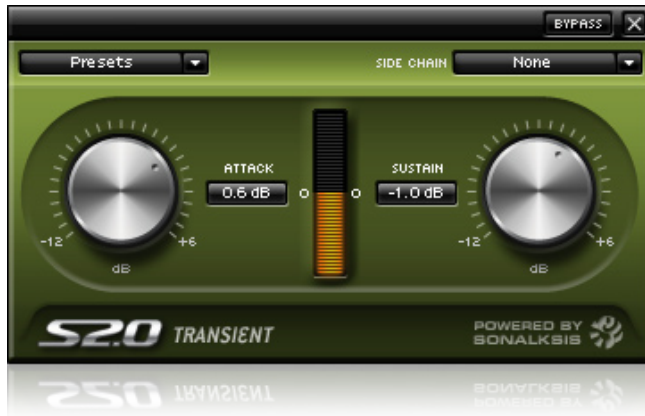 BYPASS X
Presets
SIDE CHAIN None
ATTACK
0.6 dB
SUSTAIN
-1.0 dB
-12 +6
dB
-12 +6
dB
S2.0 TRANSIENT
POWERED BY
SONALKSIS